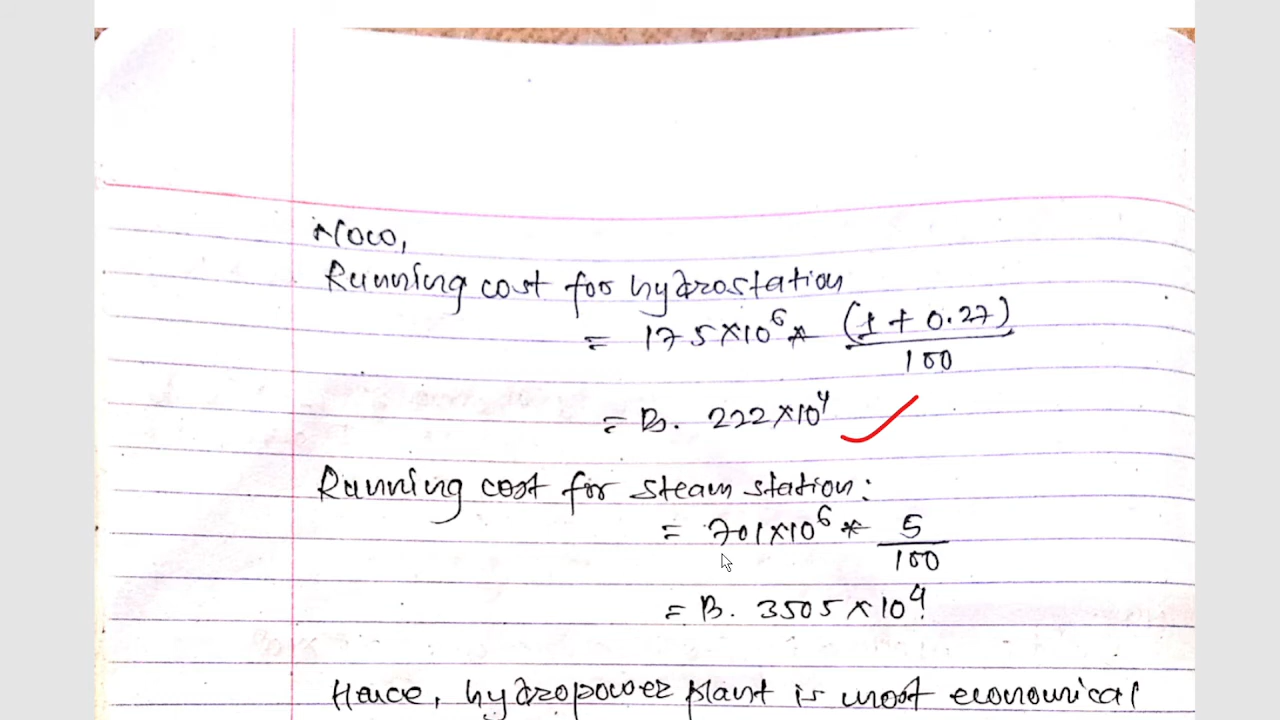 Now,
Running cost for hydrostation
= 175×10⁶ * (1 + 0.27)/100
= Rs. 222×10⁴
Running cost for steam station:
= 701×10⁶ * 5/100
= Rs. 3505×10⁴
Hence, hydropower plant is most economical